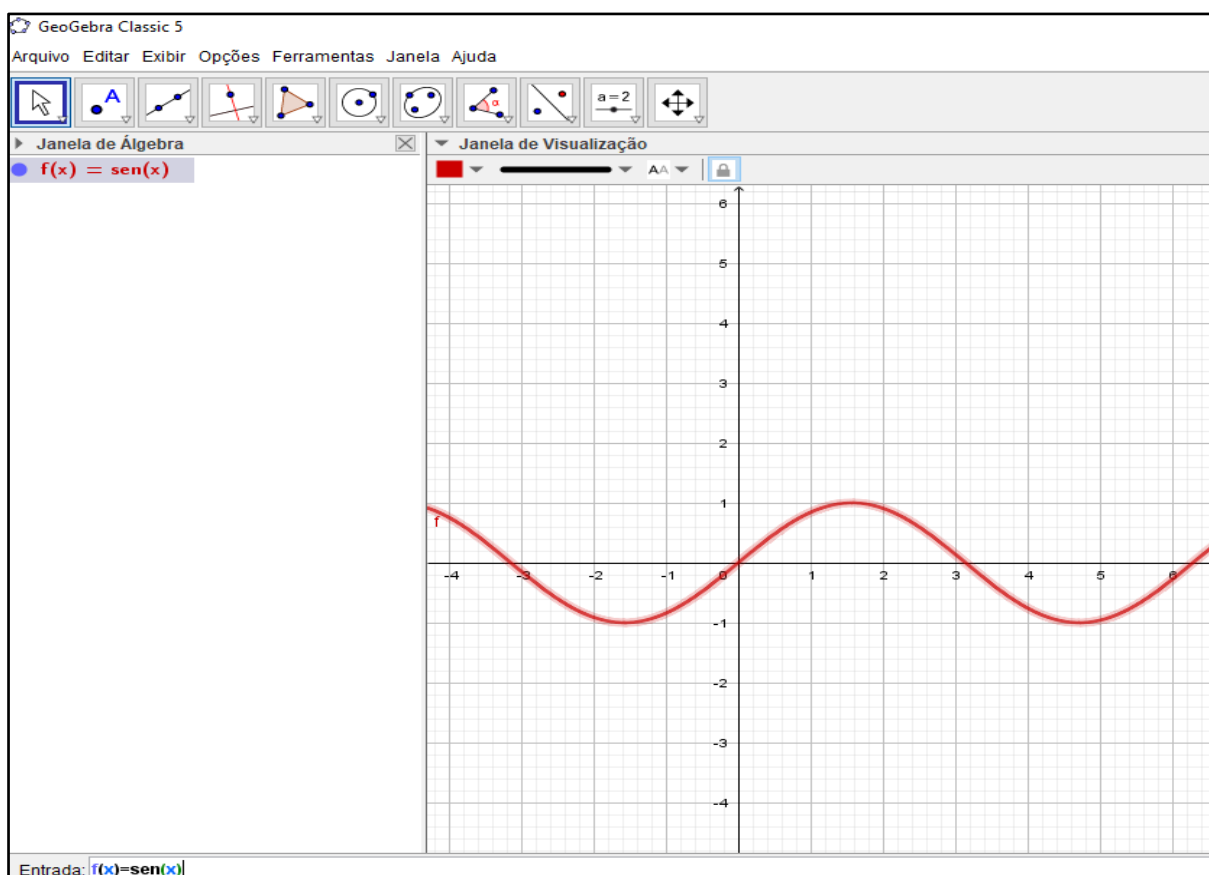 GeoGebra Classic 5
Arquivo Editar Exibir Opções Ferramentas Janela Ajuda
A
α
a=2
Janela de Álgebra
Janela de Visualização
f(x) = sen(x)
AA
6
5
4
3
2
1
f
-4 -3 -2 -1 0 1 2 3 4 5 6
-1
-2
-3
-4
Entrada: f(x)=sen(x)